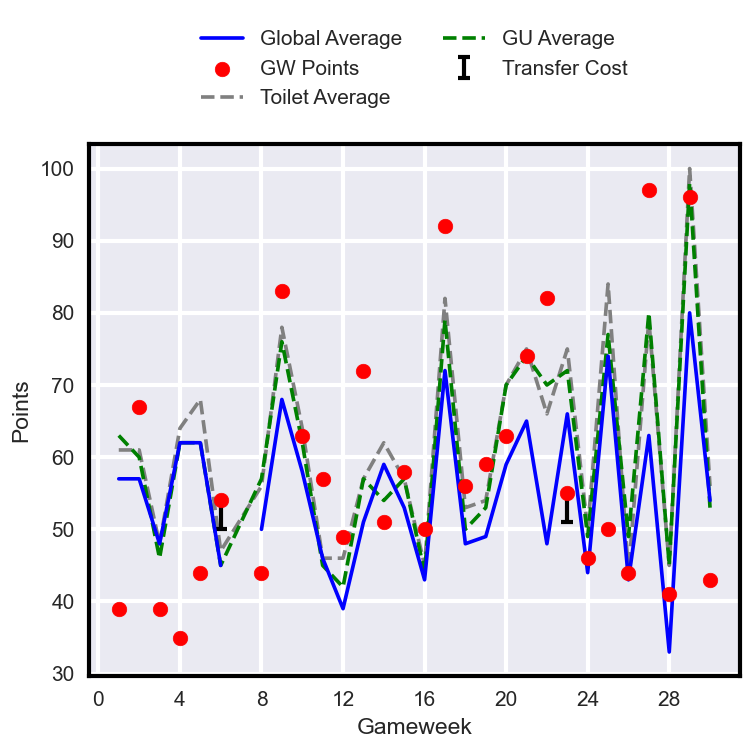 Global Average
GW Points
Toilet Average
GU Average
Transfer Cost
100
90
80
70
60
50
40
30
Points
0 4 8 12 16 20 24 28
Gameweek